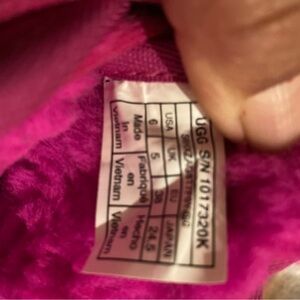 UGG S/N 1017320K
USA UK EU JAPAN
6 5 38 24.5
Made Fabriqué Hecho
in en en
Vietnam Vietnam Vietnam